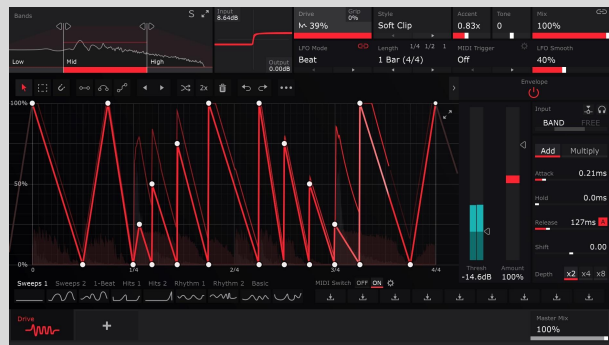 Bands
S
Input
8.64dB
Output
0.00dB
Drive
39%
Grip
0%
Style
Soft Clip
Accent
0.83x
Tone
0
Mix
100%
Low
Mid
High
LFO Mode
Beat
Length
1/4 1/2 1
1 Bar (4/4)
MIDI Trigger
Off
LFO Smooth
40%
2x
Envelope
100%
50%
0%
0
1/4
2/4
3/4
4/4
Input
BAND
FREE
Add
Multiply
Attack
0.21ms
Hold
0.0ms
Release
127ms
A
Shift
0.00
Depth
x2 x4 x8
Thresh
-14.6dB
Amount
100%
Sweeps 1 Sweeps 2 1-Beat Hits 1 Hits 2 Rhythm 1 Rhythm 2 Basic
MIDI Switch OFF ON
Drive
+
Master Mix
100%